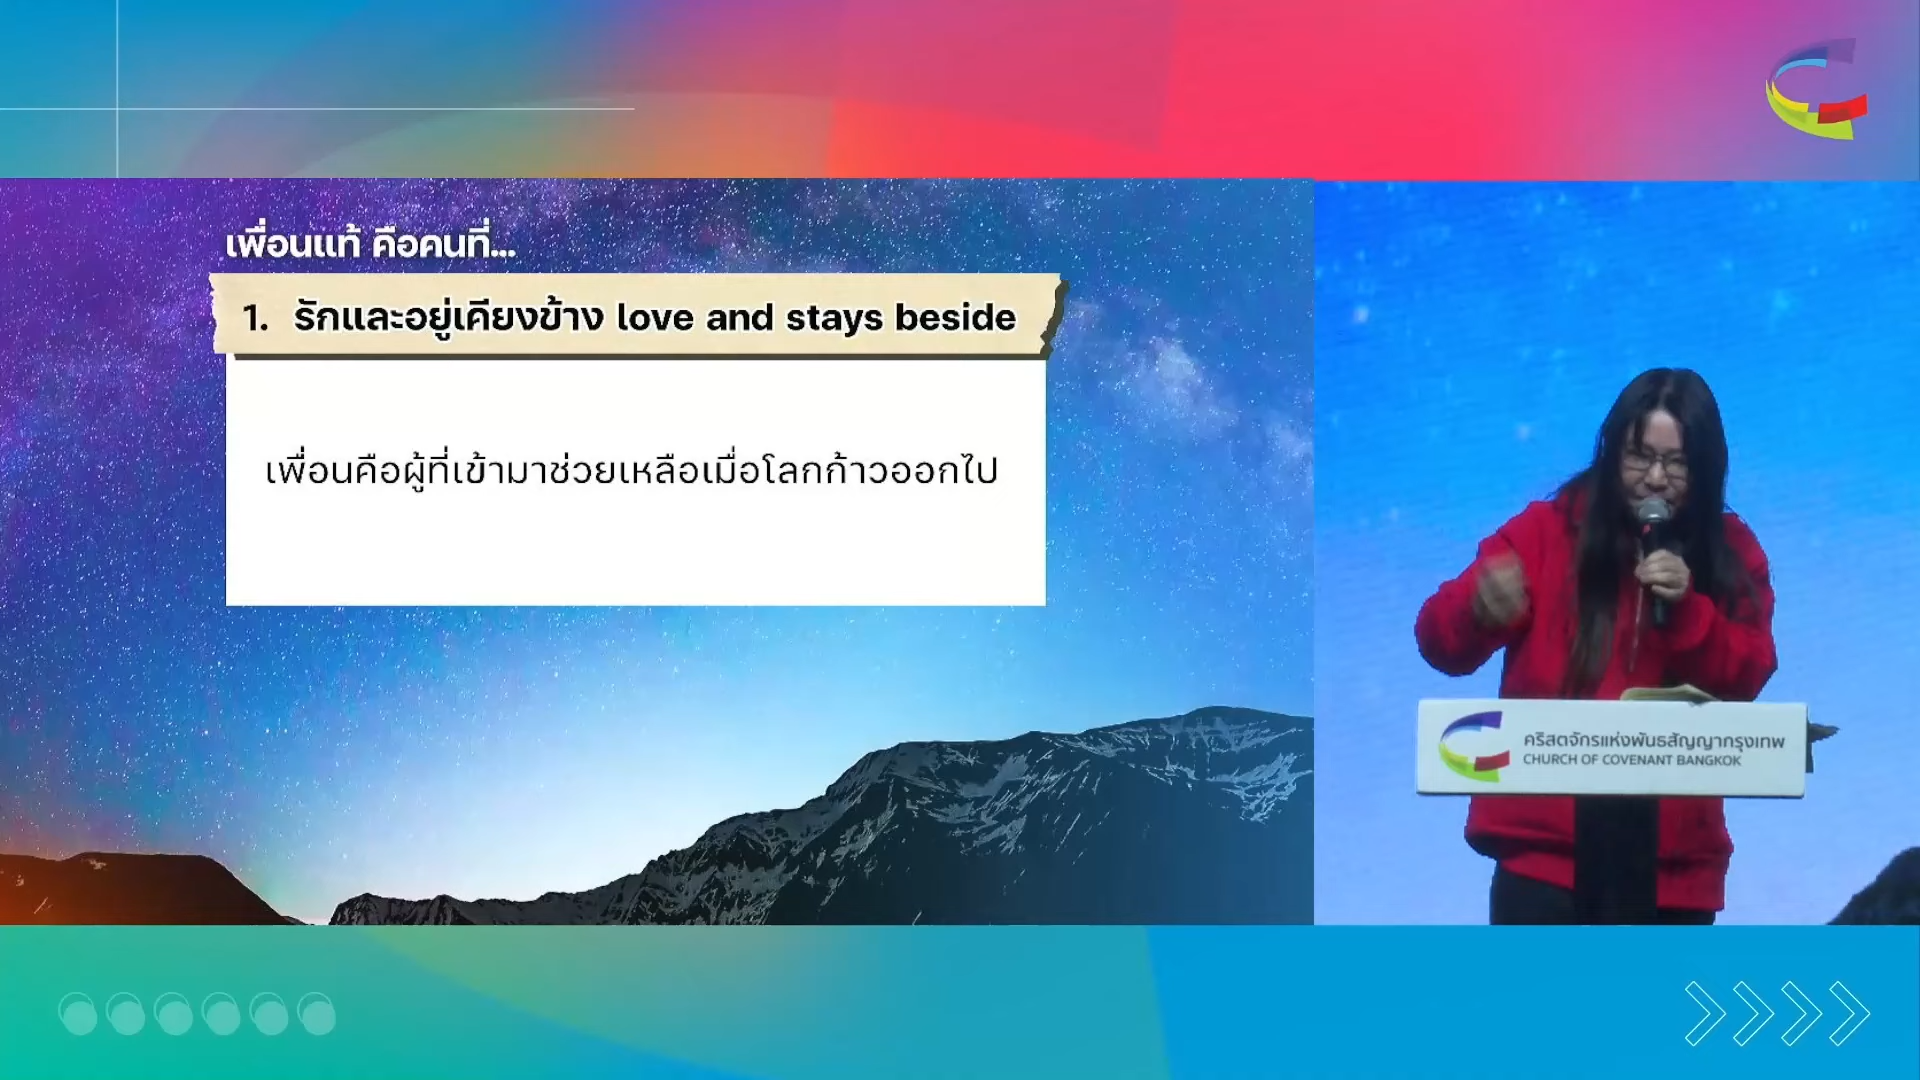 เพื่อนแท้ คือคนที่...
1. รักและอยู่เคียงข้าง love and stays beside
เพื่อนคือผู้ที่เข้ามาช่วยเหลือเมื่อโลกก้าวออกไป
คริสตจักรแห่งพันธสัญญากรุงเทพ
CHURCH OF COVENANT BANGKOK